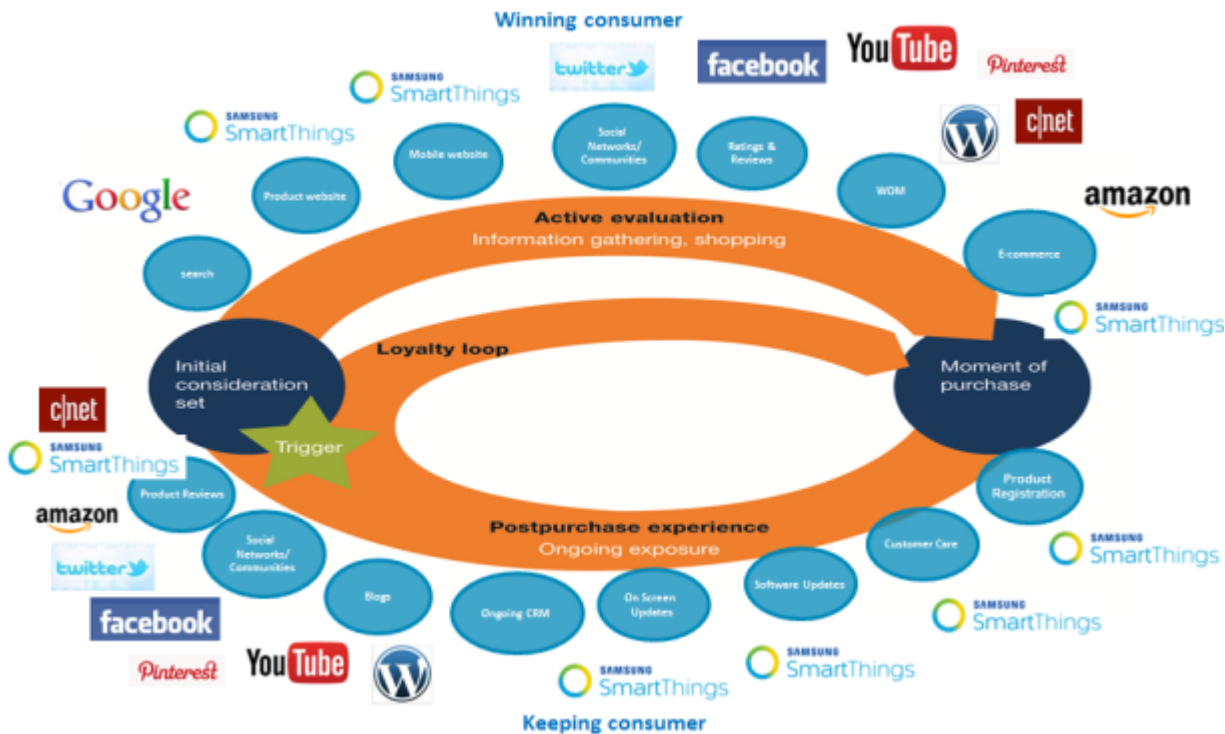 Winning consumer
twitter
facebook
YouTube
Pinterest
SAMSUNG
SmartThings
SAMSUNG
SmartThings
Google
c|net
amazon
Mobile website
Social
Networks/
Communities
Ratings &
Reviews
Product website
WOM
search
E-commerce
Active evaluation
Information gathering, shopping
SAMSUNG
SmartThings
Loyalty loop
Initial
consideration
set
Moment of
purchase
Trigger
c|net
SAMSUNG
SmartThings
Product Reviews
Product
Registration
amazon
Postpurchase experience
Ongoing exposure
Social
Networks/
Communities
Customer Care
twitter
SAMSUNG
SmartThings
Blogs
Ongoing CRM
On Screen
Updates
Software Updates
facebook
SAMSUNG
SmartThings
Pinterest
YouTube
SAMSUNG
SmartThings
SAMSUNG
SmartThings
Keeping consumer